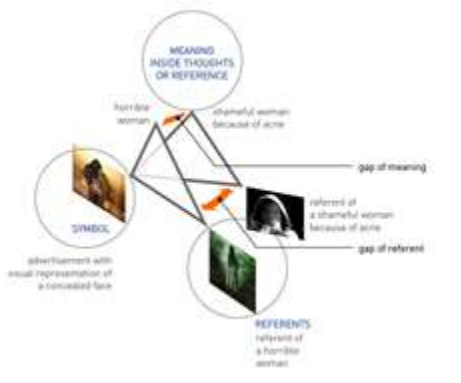 MEANING
INSIDE THOUGHTS
OR REFERENCE
horrible
woman
shameful woman
because of acne
gap of meaning
referent of
a shameful woman
because of acne
gap of referent
SYMBOL
advertisement with
visual representation of
a concealed face
REFERENTS
referent of
a horrible
woman